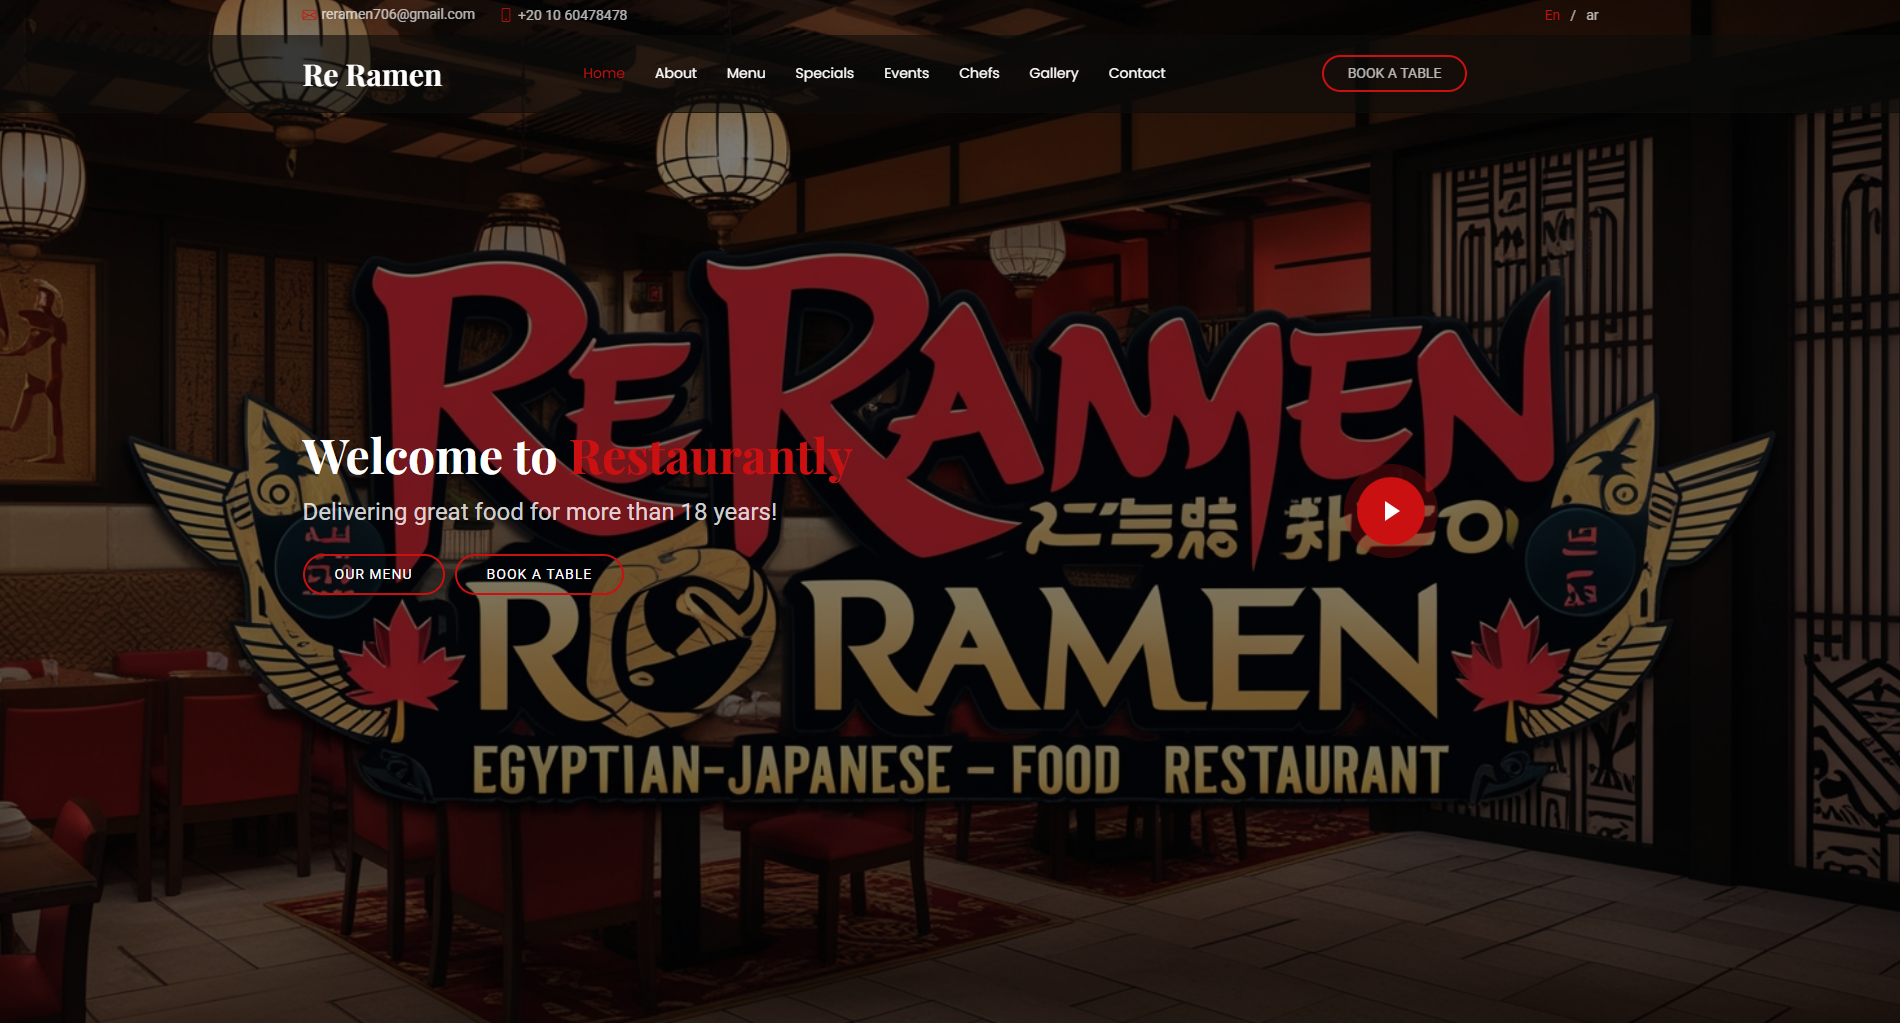 reramen706@gmail.com +20 10 60478478 En / ar
Re Ramen Home About Menu Specials Events Chefs Gallery Contact BOOK A TABLE
RERAMEN
Welcome to Restaurantly
Delivering great food for more than 18 years!
OUR MENU BOOK A TABLE
RO RAMEN
EGYPTIAN-JAPANESE – FOOD RESTAURANT